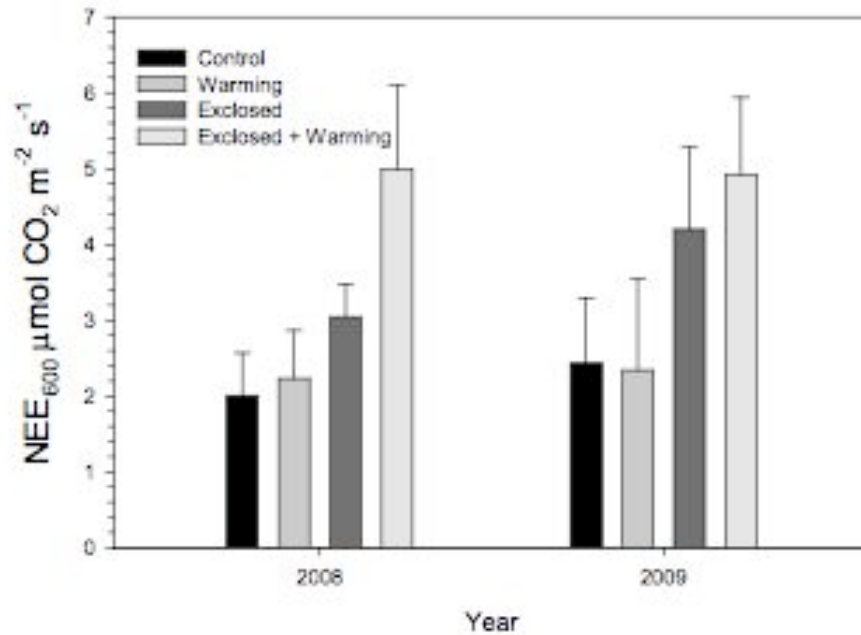 7
6
5
4
3
2
1
0
NEE₆₀₀ µmol CO₂ m⁻² s⁻¹
Control
Warming
Exclosed
Exclosed + Warming
2008 2009
Year